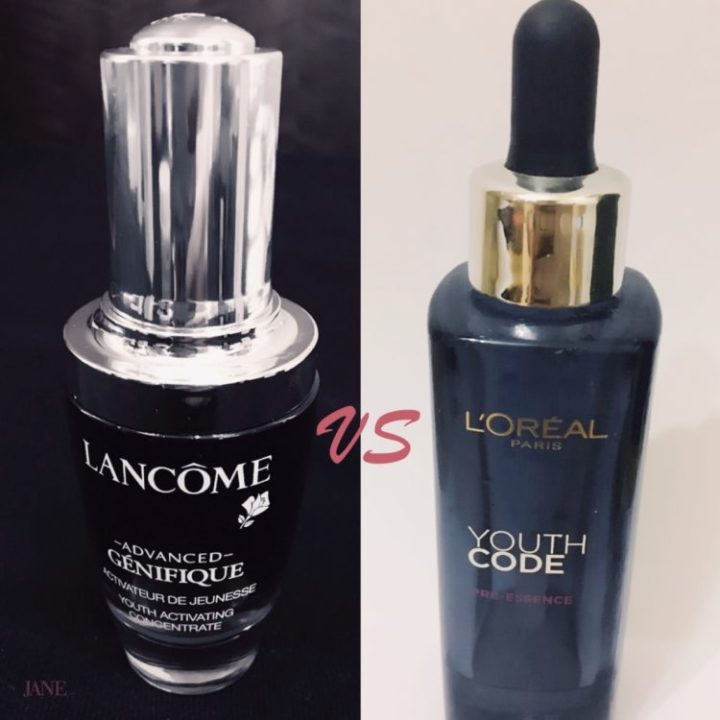 LANCÔME
–ADVANCED–
GÉNIFIQUE
ACTIVATEUR DE JEUNESSE
YOUTH ACTIVATING
CONCENTRATE
VS
L'ORÉAL
PARIS
YOUTH
CODE
PRE-ESSENCE
JANE